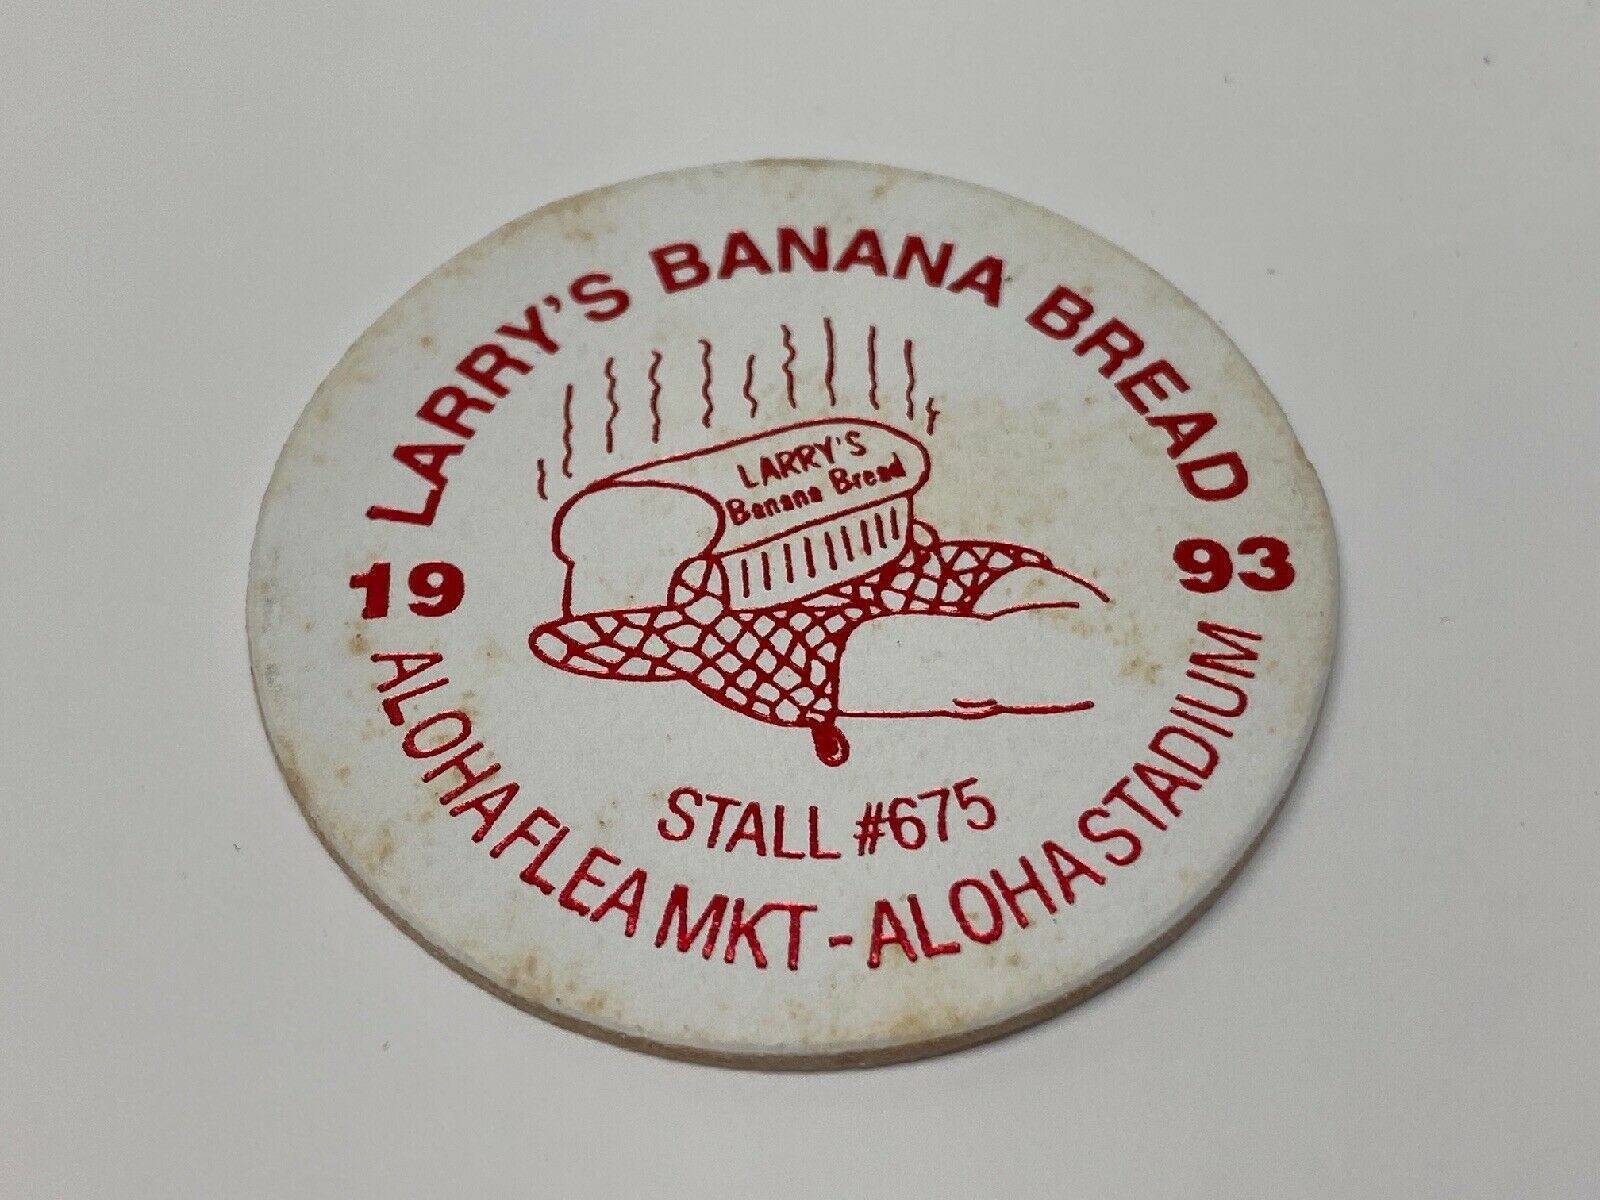 LARRY'S BANANA BREAD
LARRY'S
Banana Bread
19 93
STALL #675
ALOHA FLEA MKT - ALOHA STADIUM